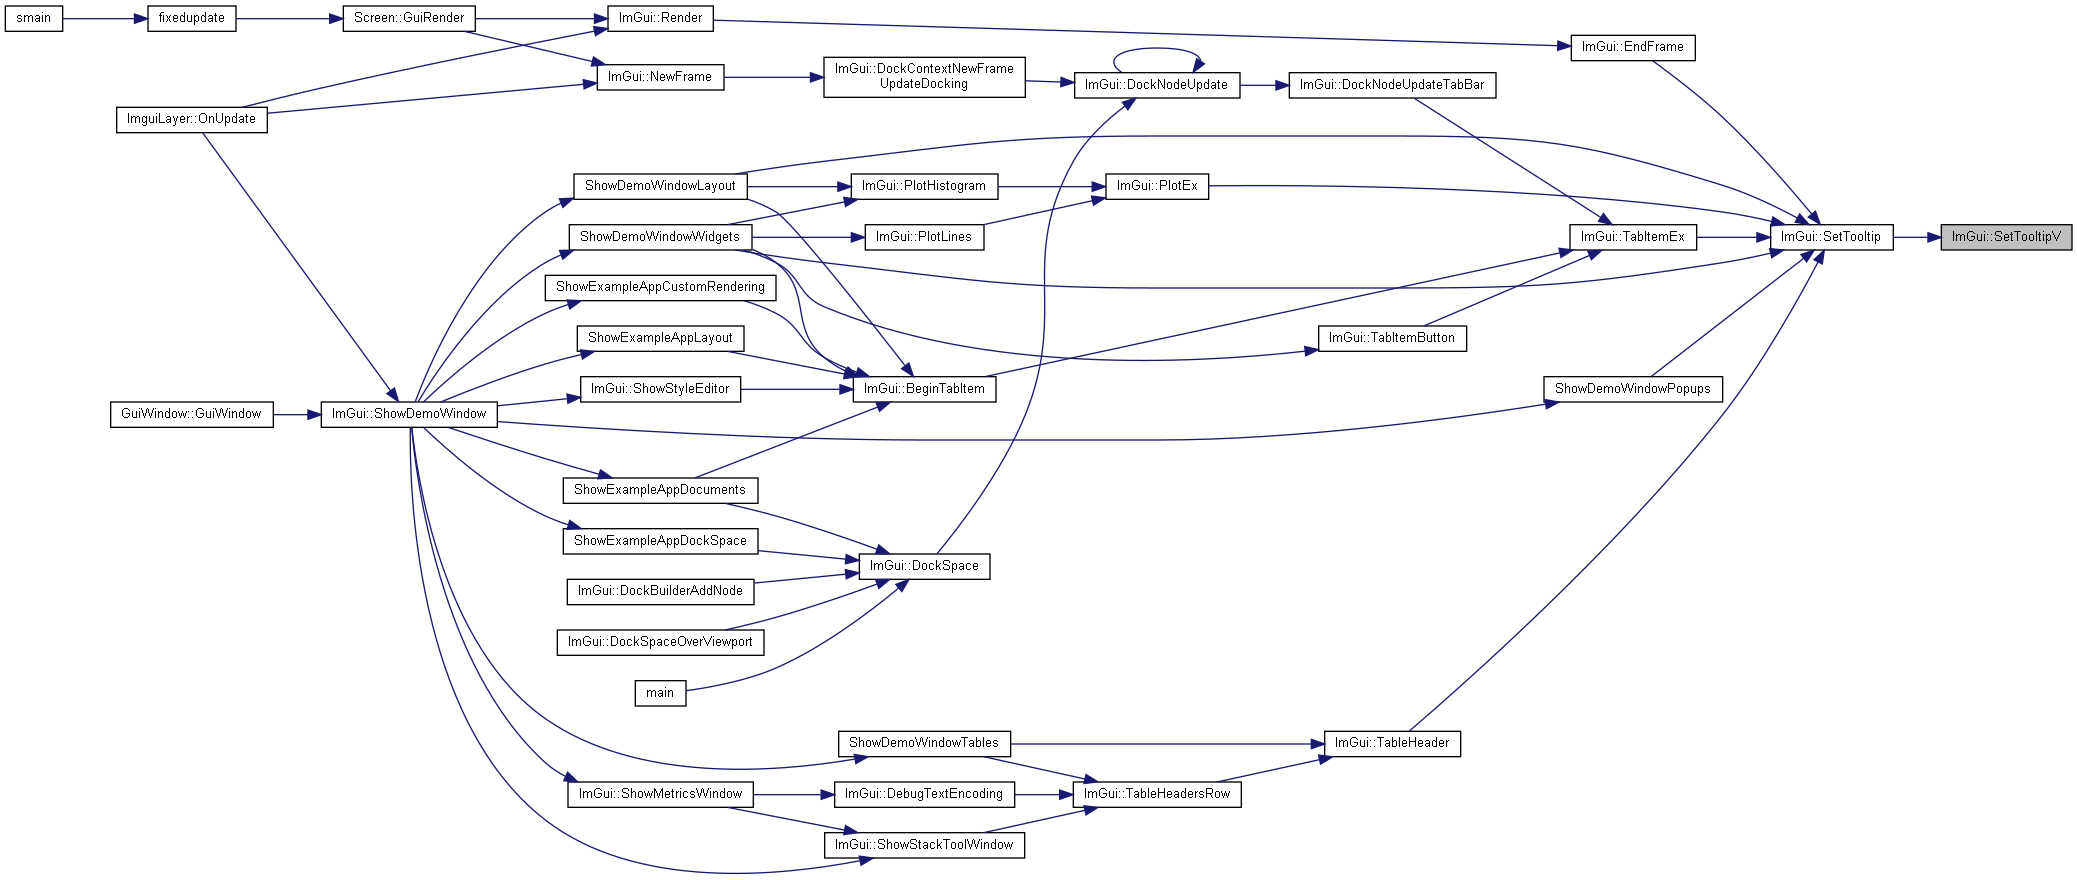 smain
fixedupdate
Screen::GuiRender
ImGui::Render
ImGui::EndFrame
ImGui::NewFrame
ImGui::DockContextNewFrame
UpdateDocking
ImGui::DockNodeUpdate
ImGui::DockNodeUpdateTabBar
ImguiLayer::OnUpdate
ShowDemoWindowLayout
ImGui::PlotHistogram
ImGui::PlotEx
ShowDemoWindowWidgets
ImGui::PlotLines
ImGui::TabItemEx
ImGui::SetTooltip
ImGui::SetTooltipV
ShowExampleAppCustomRendering
ShowExampleAppLayout
ImGui::TabItemButton
ImGui::ShowStyleEditor
ImGui::BeginTabItem
ShowDemoWindowPopups
GuiWindow::GuiWindow
ImGui::ShowDemoWindow
ShowExampleAppDocuments
ShowExampleAppDockSpace
ImGui::DockSpace
ImGui::DockBuilderAddNode
ImGui::DockSpaceOverViewport
main
ShowDemoWindowTables
ImGui::TableHeader
ImGui::ShowMetricsWindow
ImGui::DebugTextEncoding
ImGui::TableHeadersRow
ImGui::ShowStackToolWindow